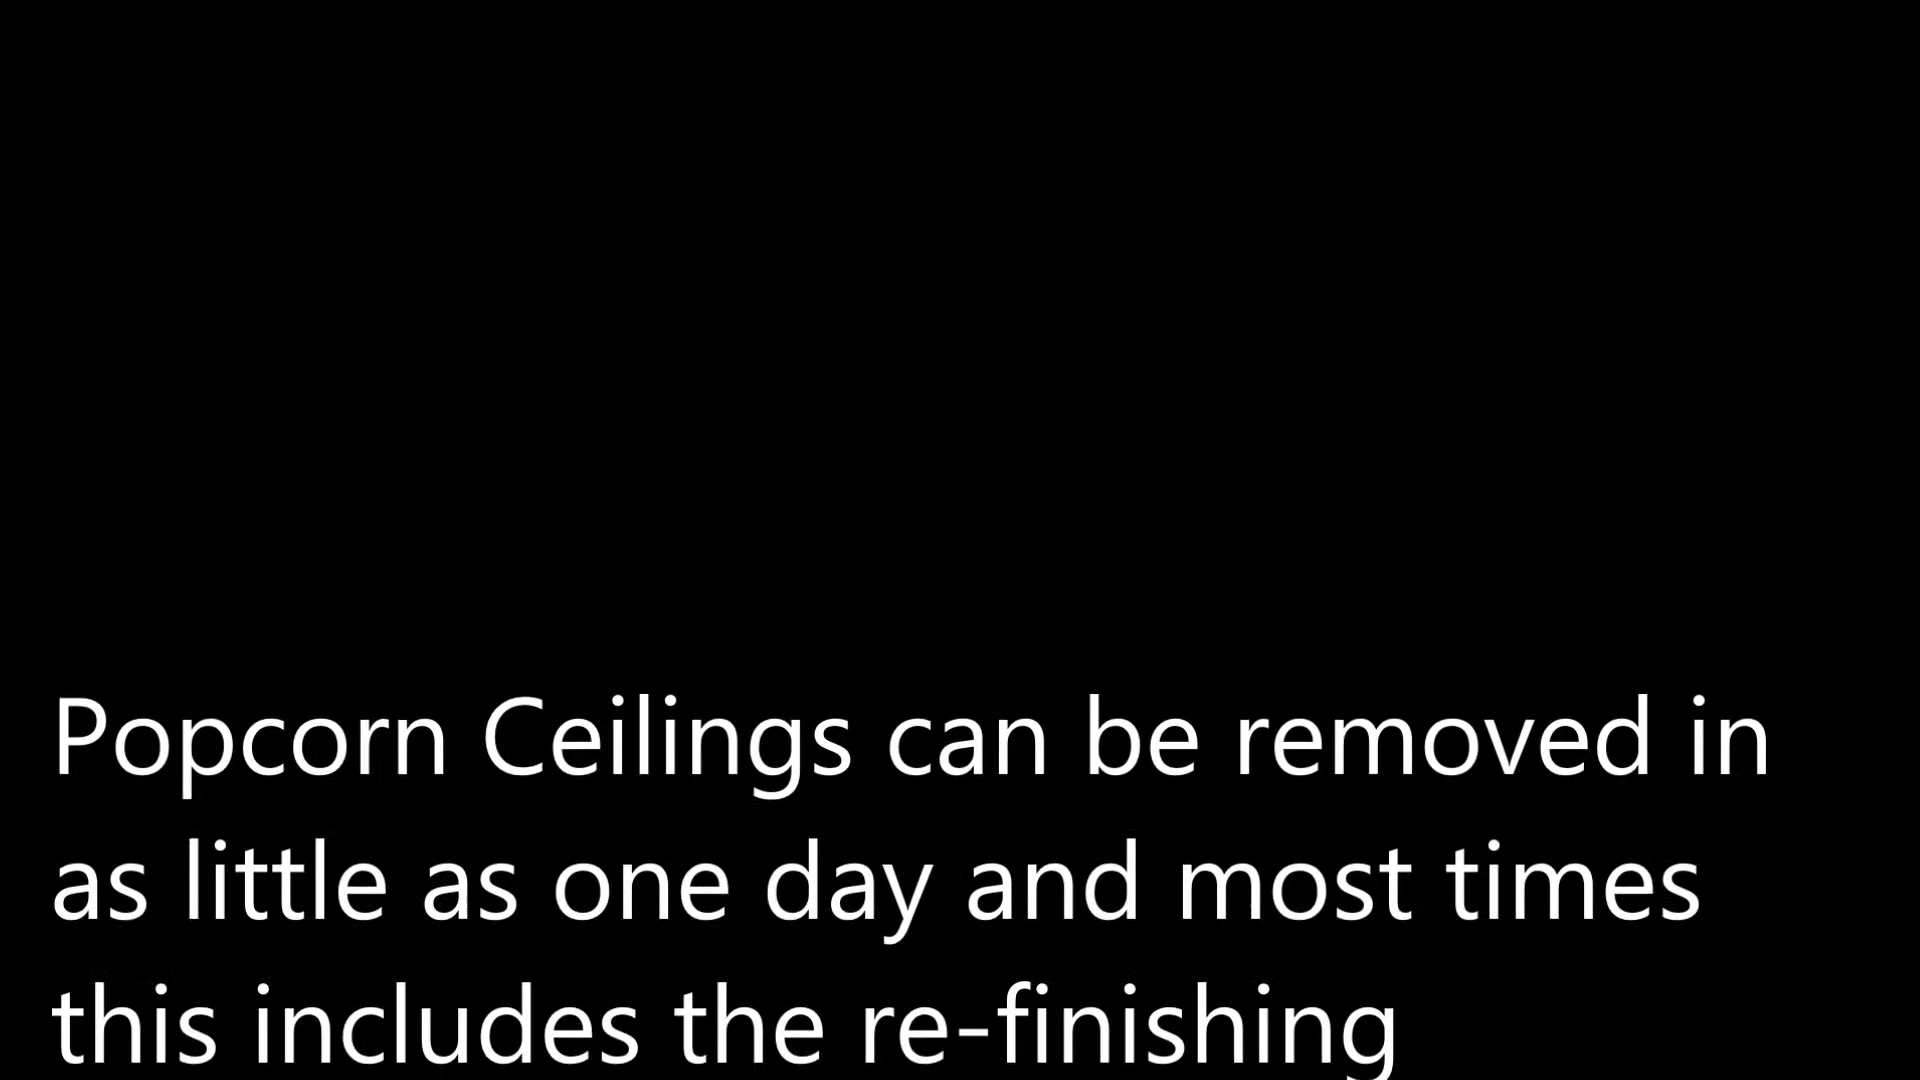 Popcorn Ceilings can be removed in
as little as one day and most times
this includes the re-finishing